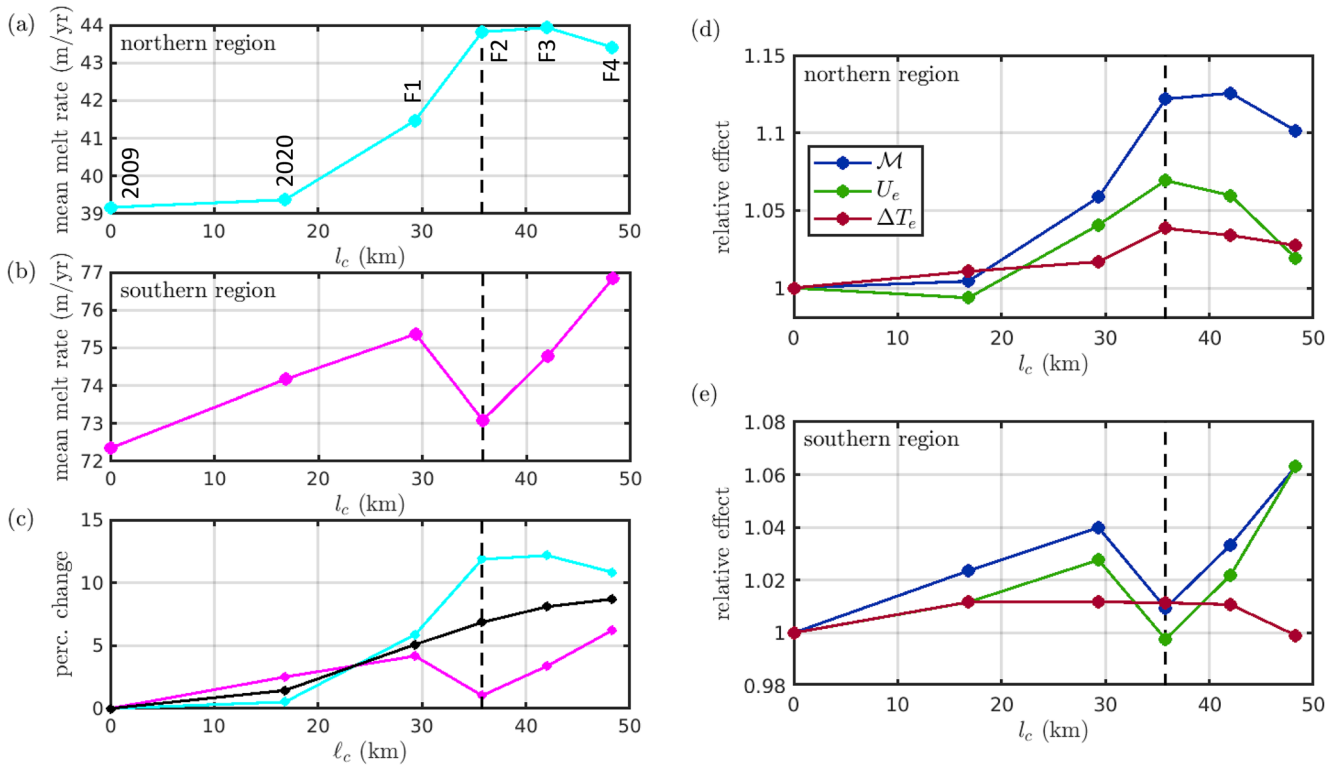 (a)
mean melt rate (m/yr)
44
43
42
41
40
39
northern region
2009
2020
F1
F2
F3
F4
0 10 20 30 40 50
l_c (km)
(b)
mean melt rate (m/yr)
77
76
75
74
73
72
southern region
0 10 20 30 40 50
l_c (km)
(c)
perc. change
15
10
5
0
0 10 20 30 40 50
ℓ_c (km)
(d)
relative effect
1.15
1.1
1.05
1
northern region
ℳ
U_e
ΔT_e
0 10 20 30 40 50
l_c (km)
(e)
relative effect
1.08
1.06
1.04
1.02
1
0.98
southern region
0 10 20 30 40 50
l_c (km)